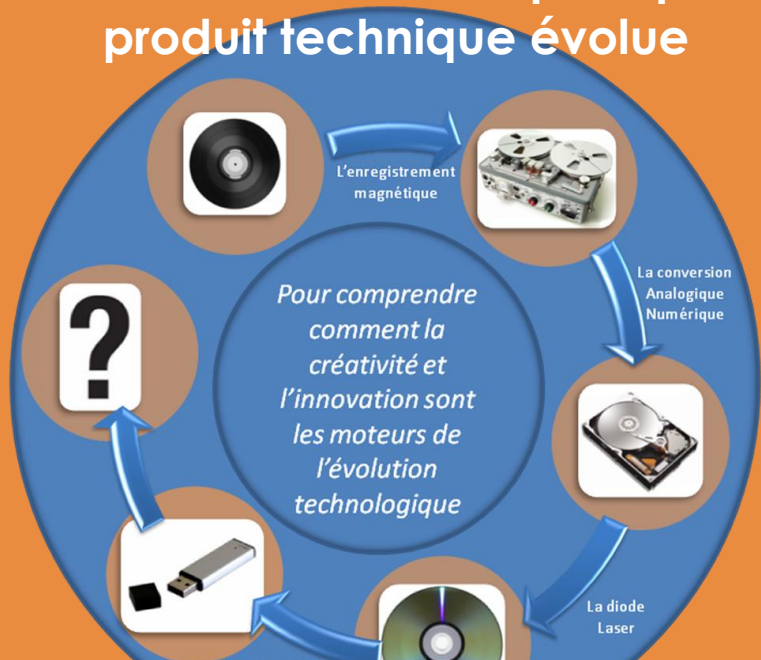 produit technique évolue
L'enregistrement
magnétique
La conversion
Analogique
Numérique
?
Pour comprendre
comment la
créativité et
l'innovation sont
les moteurs de
l'évolution
technologique
La diode
Laser